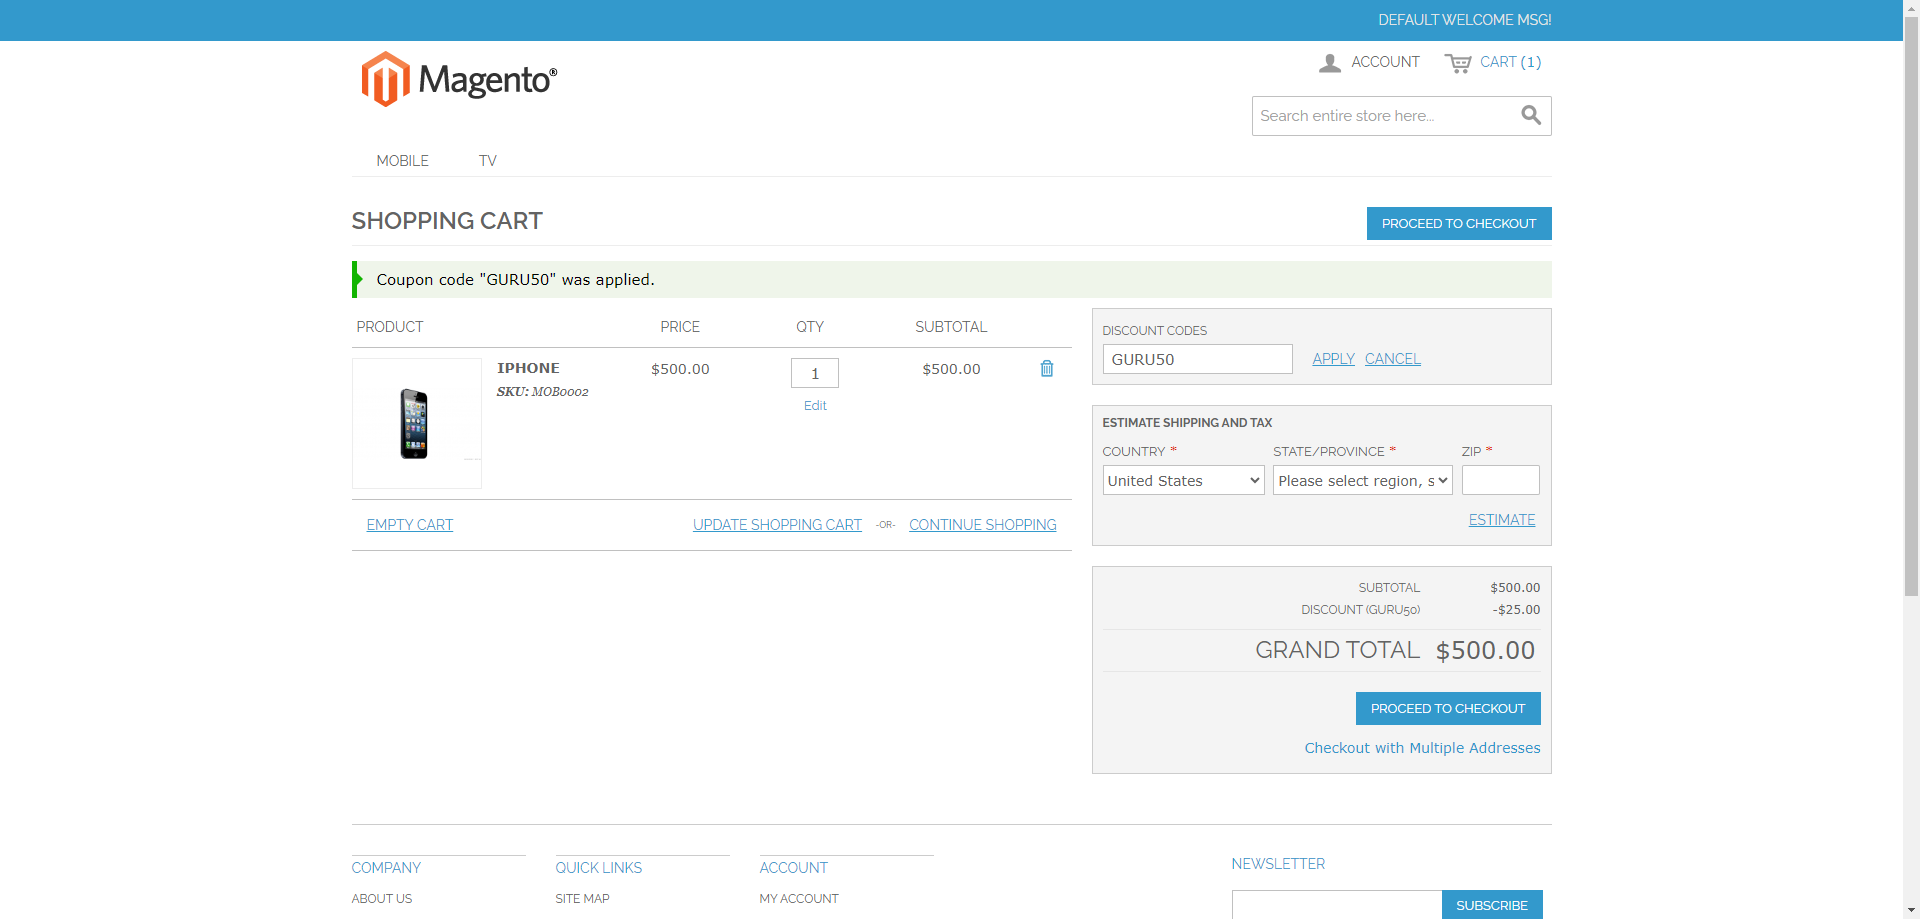 DEFAULT WELCOME MSG!
Magento®
ACCOUNT
CART (1)
Search entire store here...
MOBILE
TV
SHOPPING CART
PROCEED TO CHECKOUT
Coupon code "GURU50" was applied.
PRODUCT PRICE QTY SUBTOTAL
IPHONE $500.00 1 $500.00
SKU: MOB0002
Edit
EMPTY CART UPDATE SHOPPING CART -OR- CONTINUE SHOPPING
DISCOUNT CODES
GURU50 APPLY CANCEL
ESTIMATE SHIPPING AND TAX
COUNTRY * STATE/PROVINCE * ZIP *
United States Please select region, s
ESTIMATE
SUBTOTAL $500.00
DISCOUNT (GURU50) -$25.00
GRAND TOTAL $500.00
PROCEED TO CHECKOUT
Checkout with Multiple Addresses
COMPANY QUICK LINKS ACCOUNT NEWSLETTER
ABOUT US SITE MAP MY ACCOUNT
SUBSCRIBE